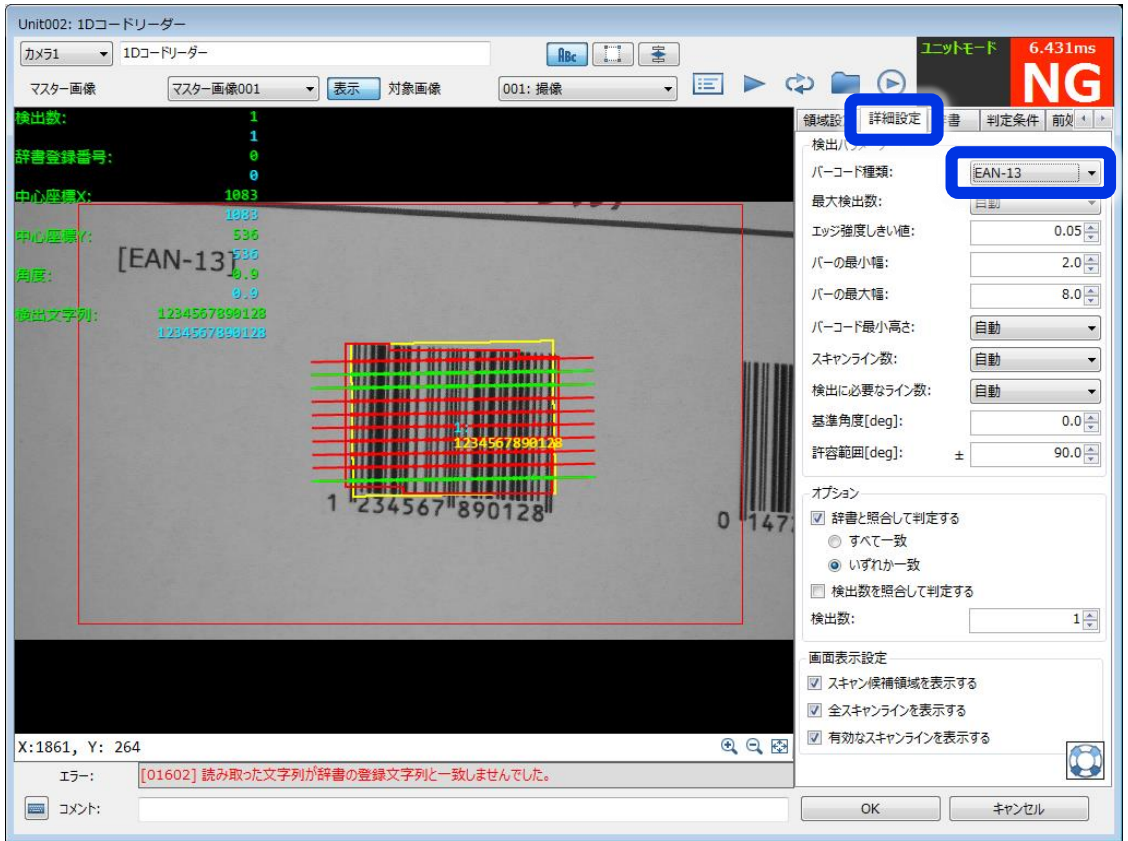 Unit002: 1Dコードリーダー
カメラ1 1Dコードリーダー ABc ユニットモード 6.431ms
マスター画像 マスター画像001 表示 対象画像 001: 撮像 NG
領域設 詳細設定 書 判定条件 前処
検出数: 1
1
辞書登録番号: 0
0
中心座標X: 1083
1083
中心座標Y: 536
536
角度: 0.9
0.9
検出文字列: 1234567890128
1234567890128
[EAN-13]
1:
1234567890128
1 234567 890128
0 147
検出パラメータ
バーコード種類: EAN-13
最大検出数: 自動
エッジ強度しきい値: 0.05
バーの最小幅: 2.0
バーの最大幅: 8.0
バーコード最小高さ: 自動
スキャンライン数: 自動
検出に必要なライン数: 自動
基準角度[deg]: 0.0
許容範囲[deg]: ± 90.0
オプション
辞書と照合して判定する
すべて一致
いずれか一致
検出数を照合して判定する
検出数: 1
画面表示設定
スキャン候補領域を表示する
全スキャンラインを表示する
有効なスキャンラインを表示する
X:1861, Y: 264
エラー: [01602] 読み取った文字列が辞書の登録文字列と一致しませんでした。
コメント:
OK キャンセル